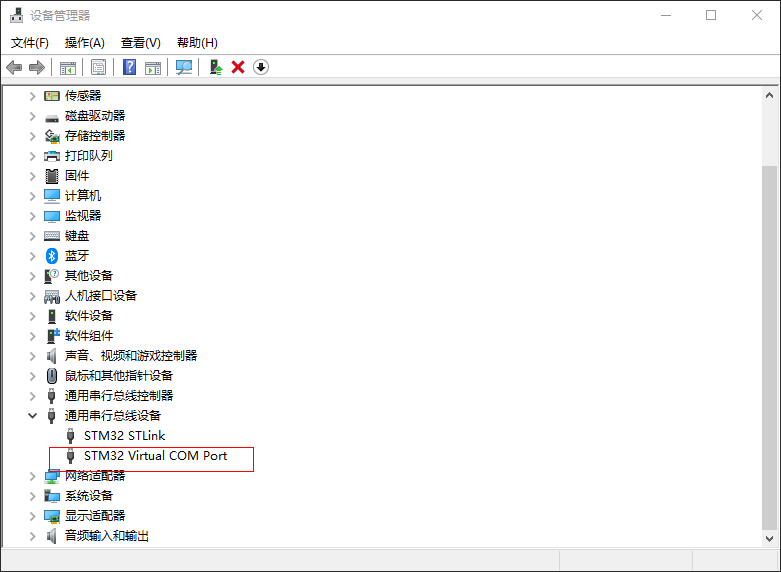 设备管理器
文件(F) 操作(A) 查看(V) 帮助(H)
传感器
磁盘驱动器
存储控制器
打印队列
固件
计算机
监视器
键盘
蓝牙
其他设备
人机接口设备
软件设备
软件组件
声音、视频和游戏控制器
鼠标和其他指针设备
通用串行总线控制器
通用串行总线设备
STM32 STLink
STM32 Virtual COM Port
网络适配器
系统设备
显示适配器
音频输入和输出